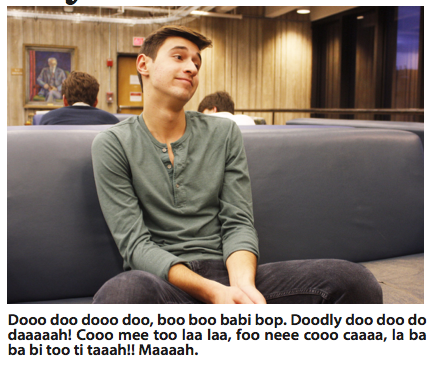 Dooo doo dooo doo, boo boo babi bop. Doodly doo doo do
daaaaah! Cooo mee too laa laa, foo neee cooo caaaa, la ba
ba bi too ti taaah!! Maaaah.